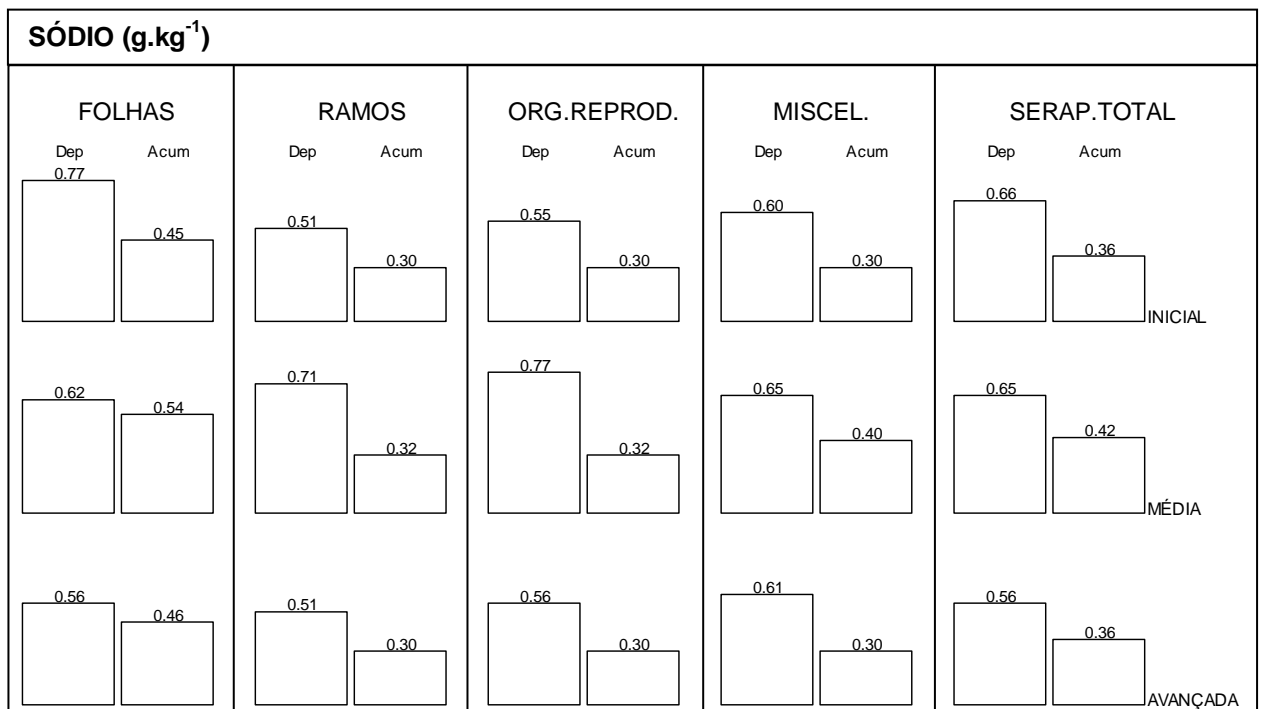 SÓDIO (g.kg-1)
FOLHAS RAMOS ORG.REPROD. MISCEL. SERAP.TOTAL
Dep Acum Dep Acum Dep Acum Dep Acum Dep Acum
0.77 0.45 0.51 0.30 0.55 0.30 0.60 0.30 0.66 0.36
INICIAL
0.62 0.54 0.71 0.32 0.77 0.32 0.65 0.40 0.65 0.42
MÉDIA
0.56 0.46 0.51 0.30 0.56 0.30 0.61 0.30 0.56 0.36
AVANÇADA